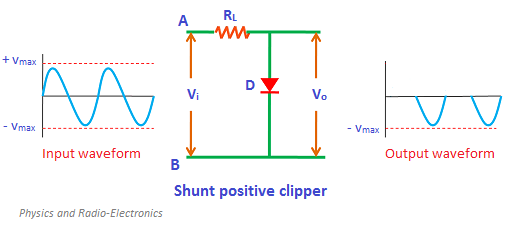 A
RL
+ Vmax
D
Vi
Vo
- Vmax
- Vmax
Input waveform
B
Output waveform
Shunt positive clipper
Physics and Radio-Electronics